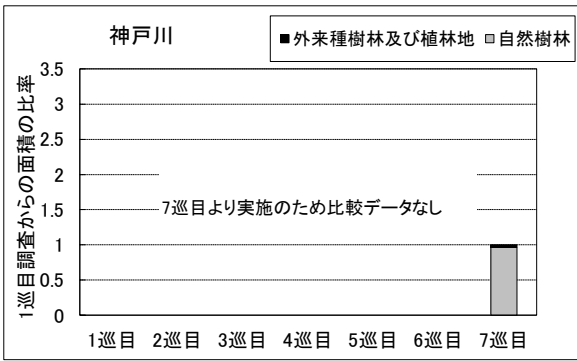 神戸川
■外来種樹林及び植林地 □自然樹林
1巡目調査からの面積の比率
3.5
3
2.5
2
1.5
1
0.5
0
7巡目より実施のため比較データなし
1巡目 2巡目 3巡目 4巡目 5巡目 6巡目 7巡目